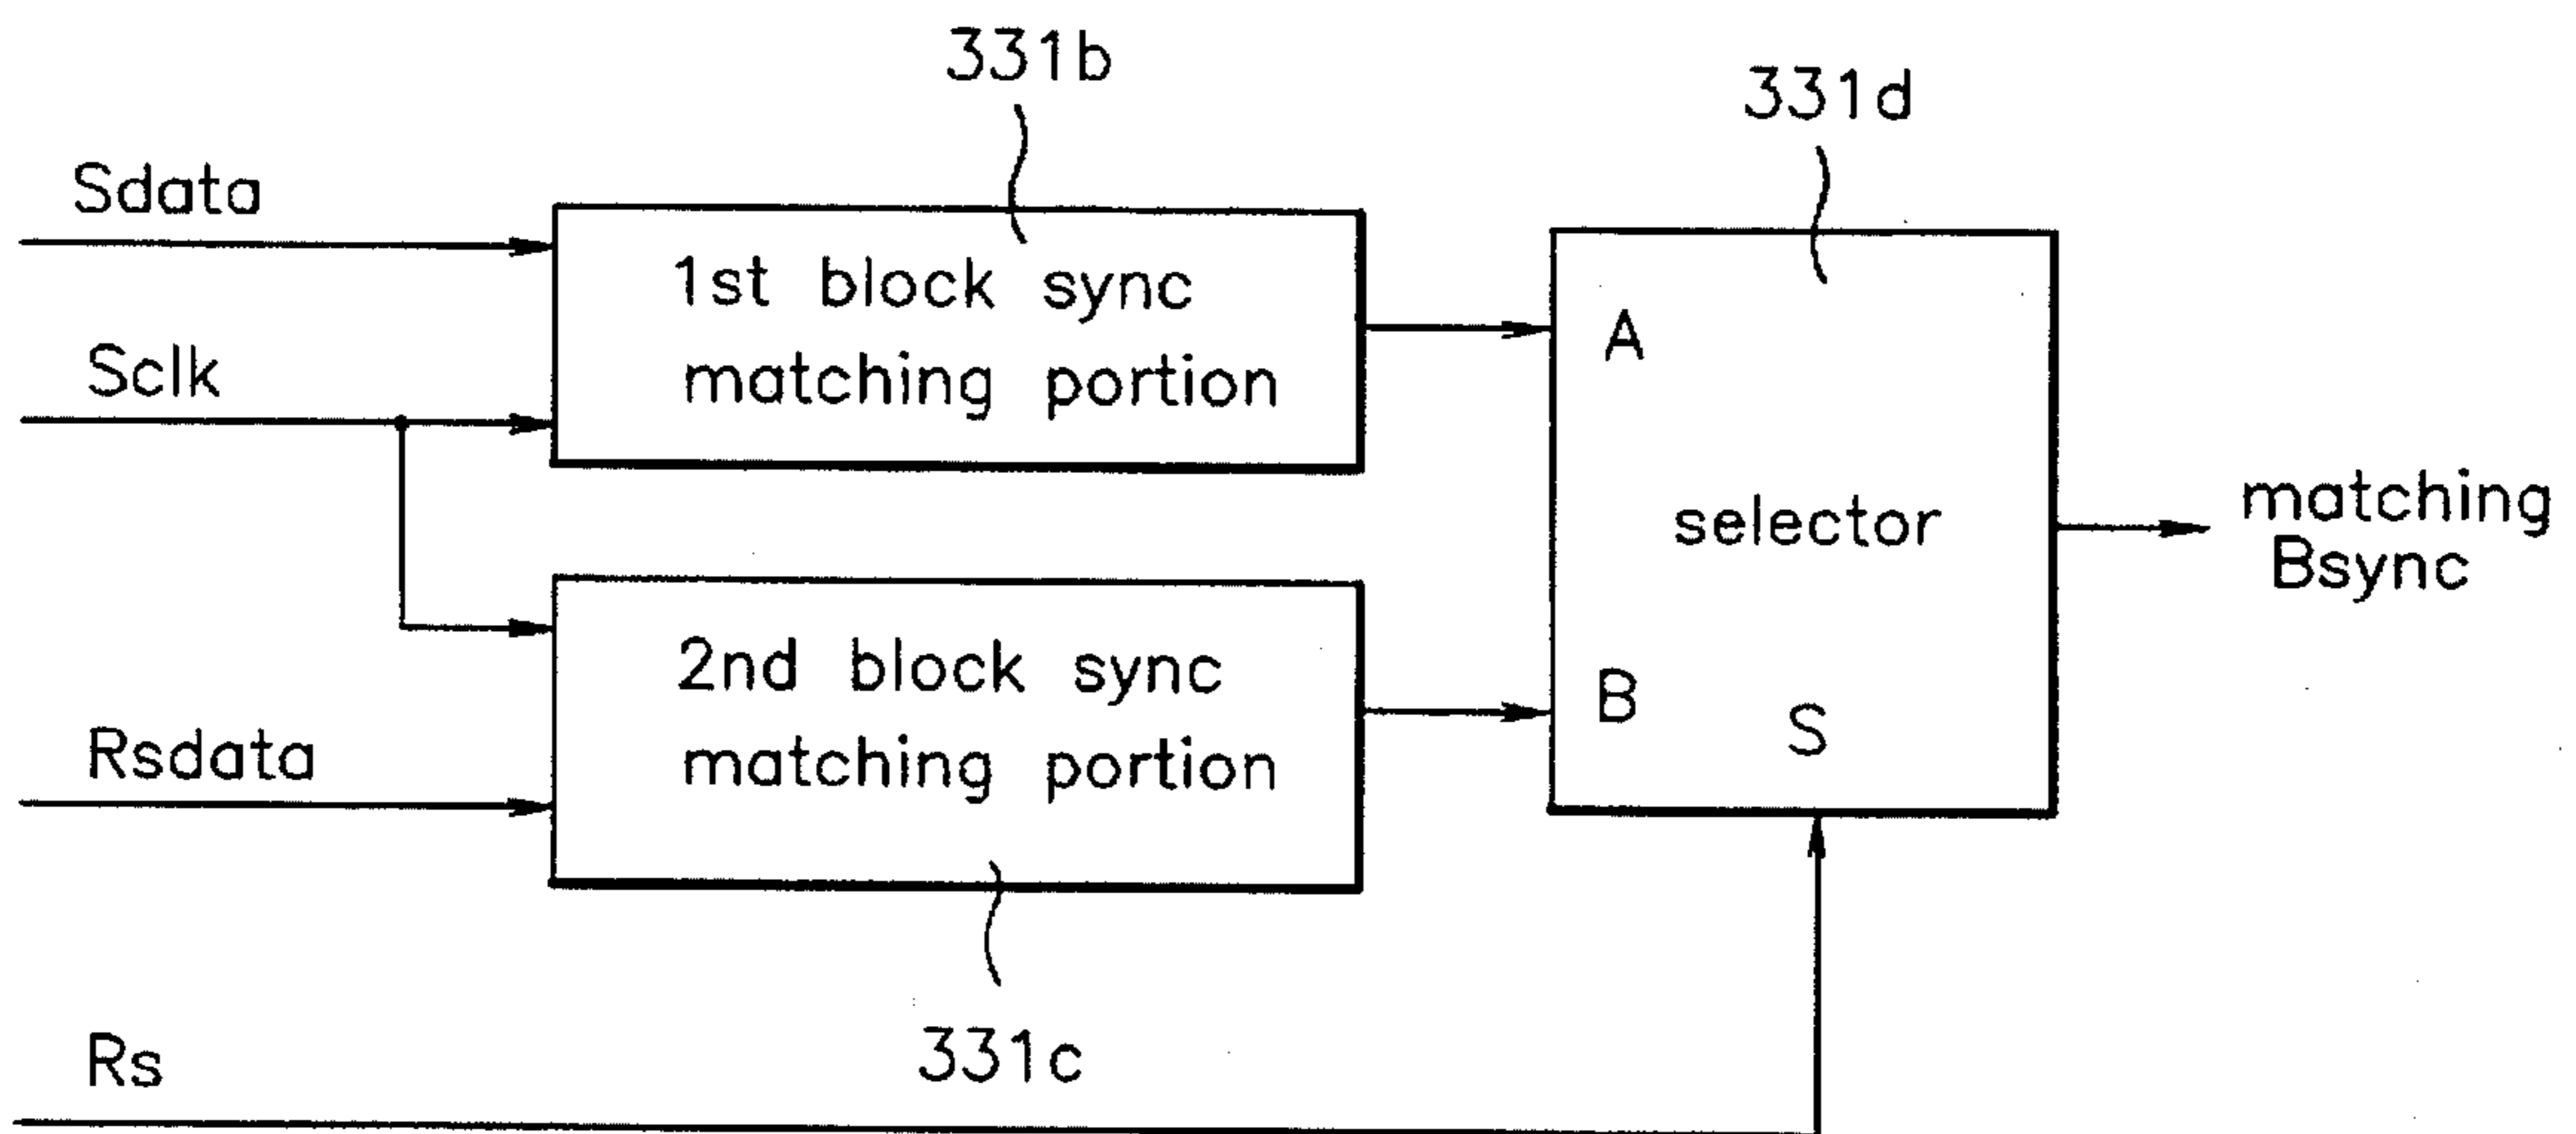 331b
331d
Sdata
1st block sync
matching portion
Sclk
A
selector
matching
Bsync
2nd block sync
matching portion
B
S
Rsdata
331c
Rs